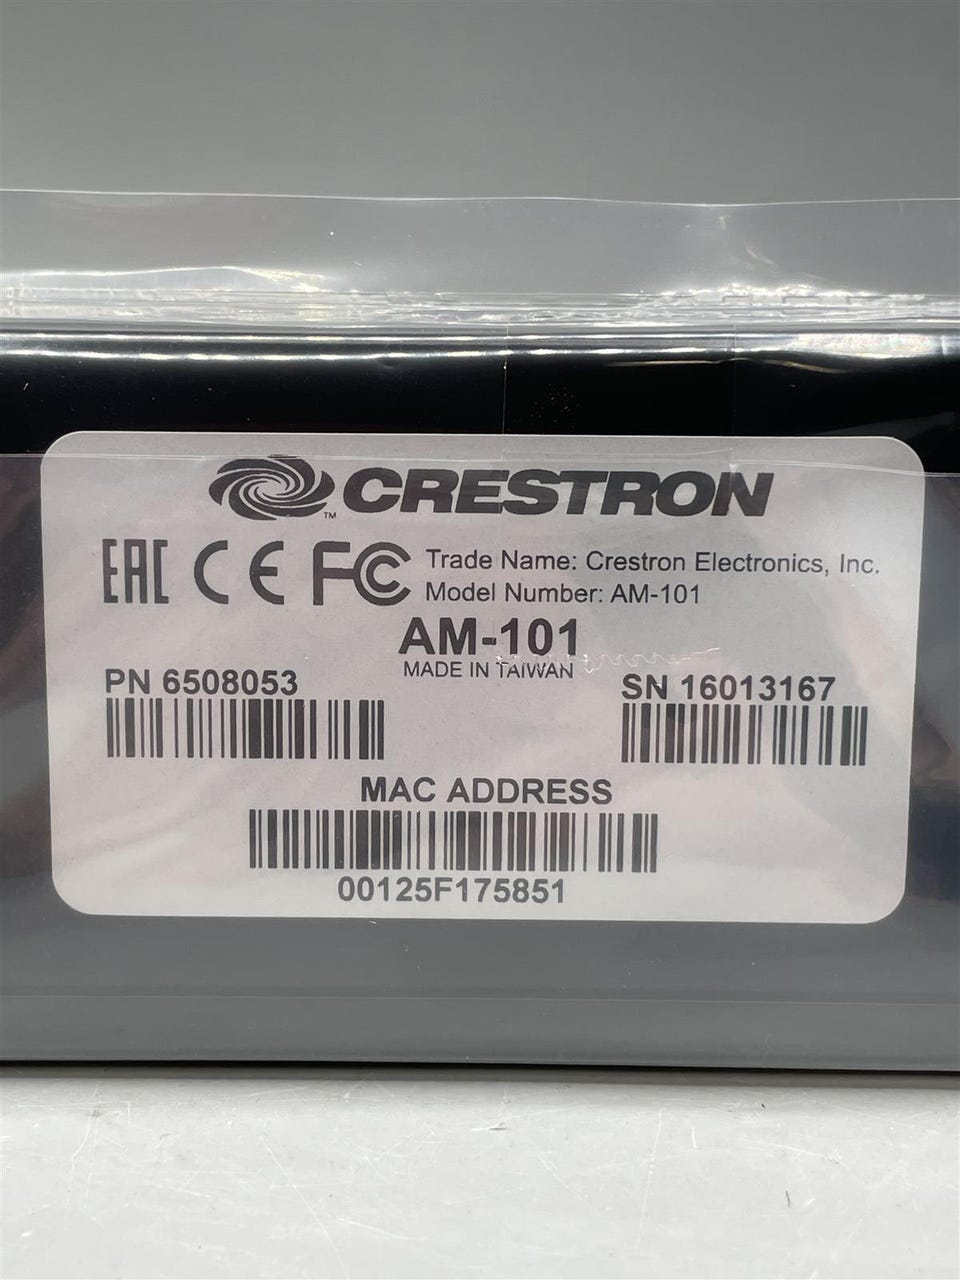 CRESTRON
TM
EAC CE FC Trade Name: Crestron Electronics, Inc.
Model Number: AM-101
AM-101
MADE IN TAIWAN
PN 6508053
SN 16013167
MAC ADDRESS
00125F175851